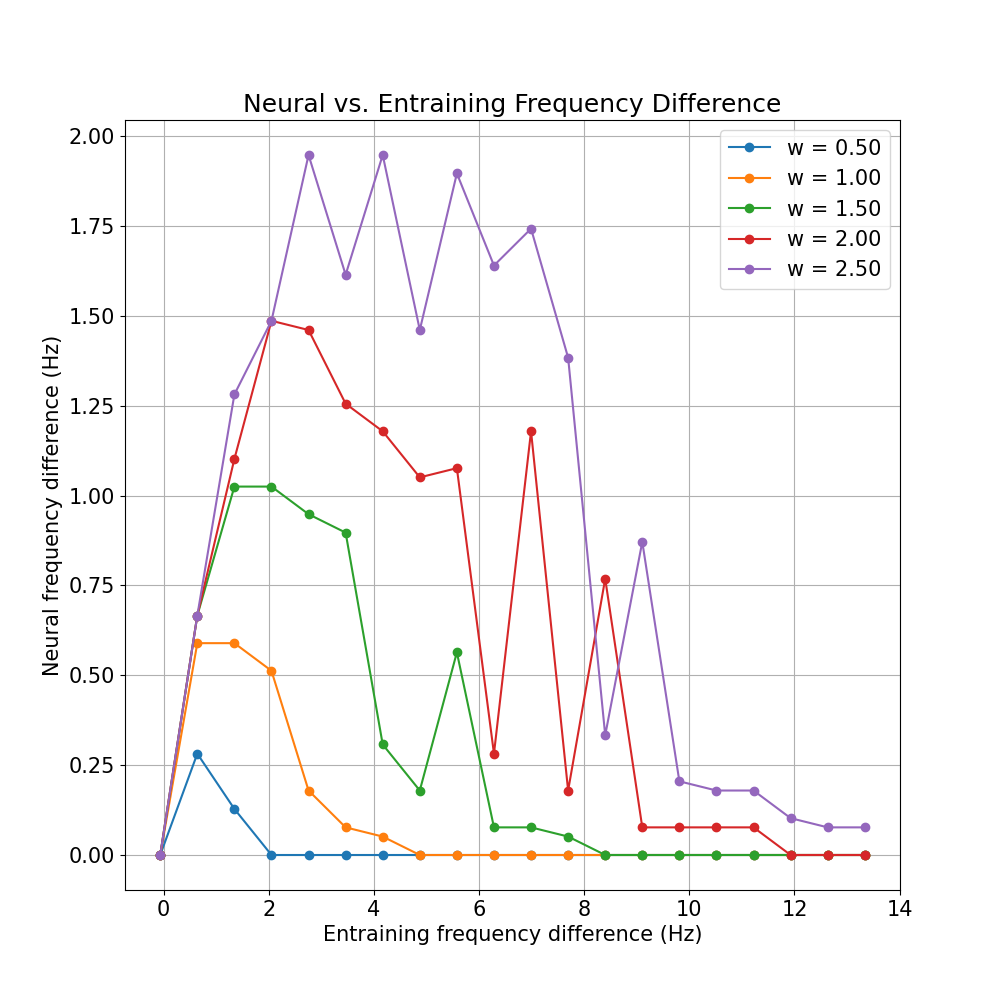 Neural vs. Entraining Frequency Difference
w = 0.50
w = 1.00
w = 1.50
w = 2.00
w = 2.50
Neural frequency difference (Hz)
2.00
1.75
1.50
1.25
1.00
0.75
0.50
0.25
0.00
0 2 4 6 8 10 12 14
Entraining frequency difference (Hz)